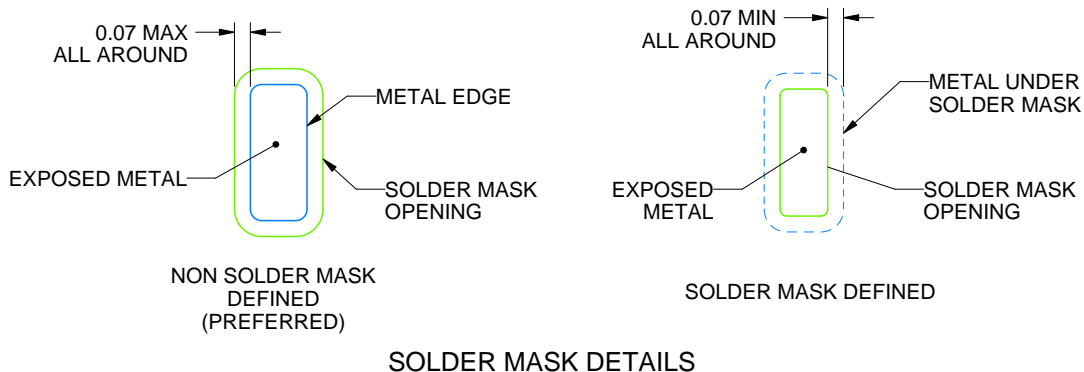 0.07 MAX
ALL AROUND
METAL EDGE
EXPOSED METAL
SOLDER MASK
OPENING
NON SOLDER MASK
DEFINED
(PREFERRED)
0.07 MIN
ALL AROUND
METAL UNDER
SOLDER MASK
EXPOSED
METAL
SOLDER MASK
OPENING
SOLDER MASK DEFINED
SOLDER MASK DETAILS